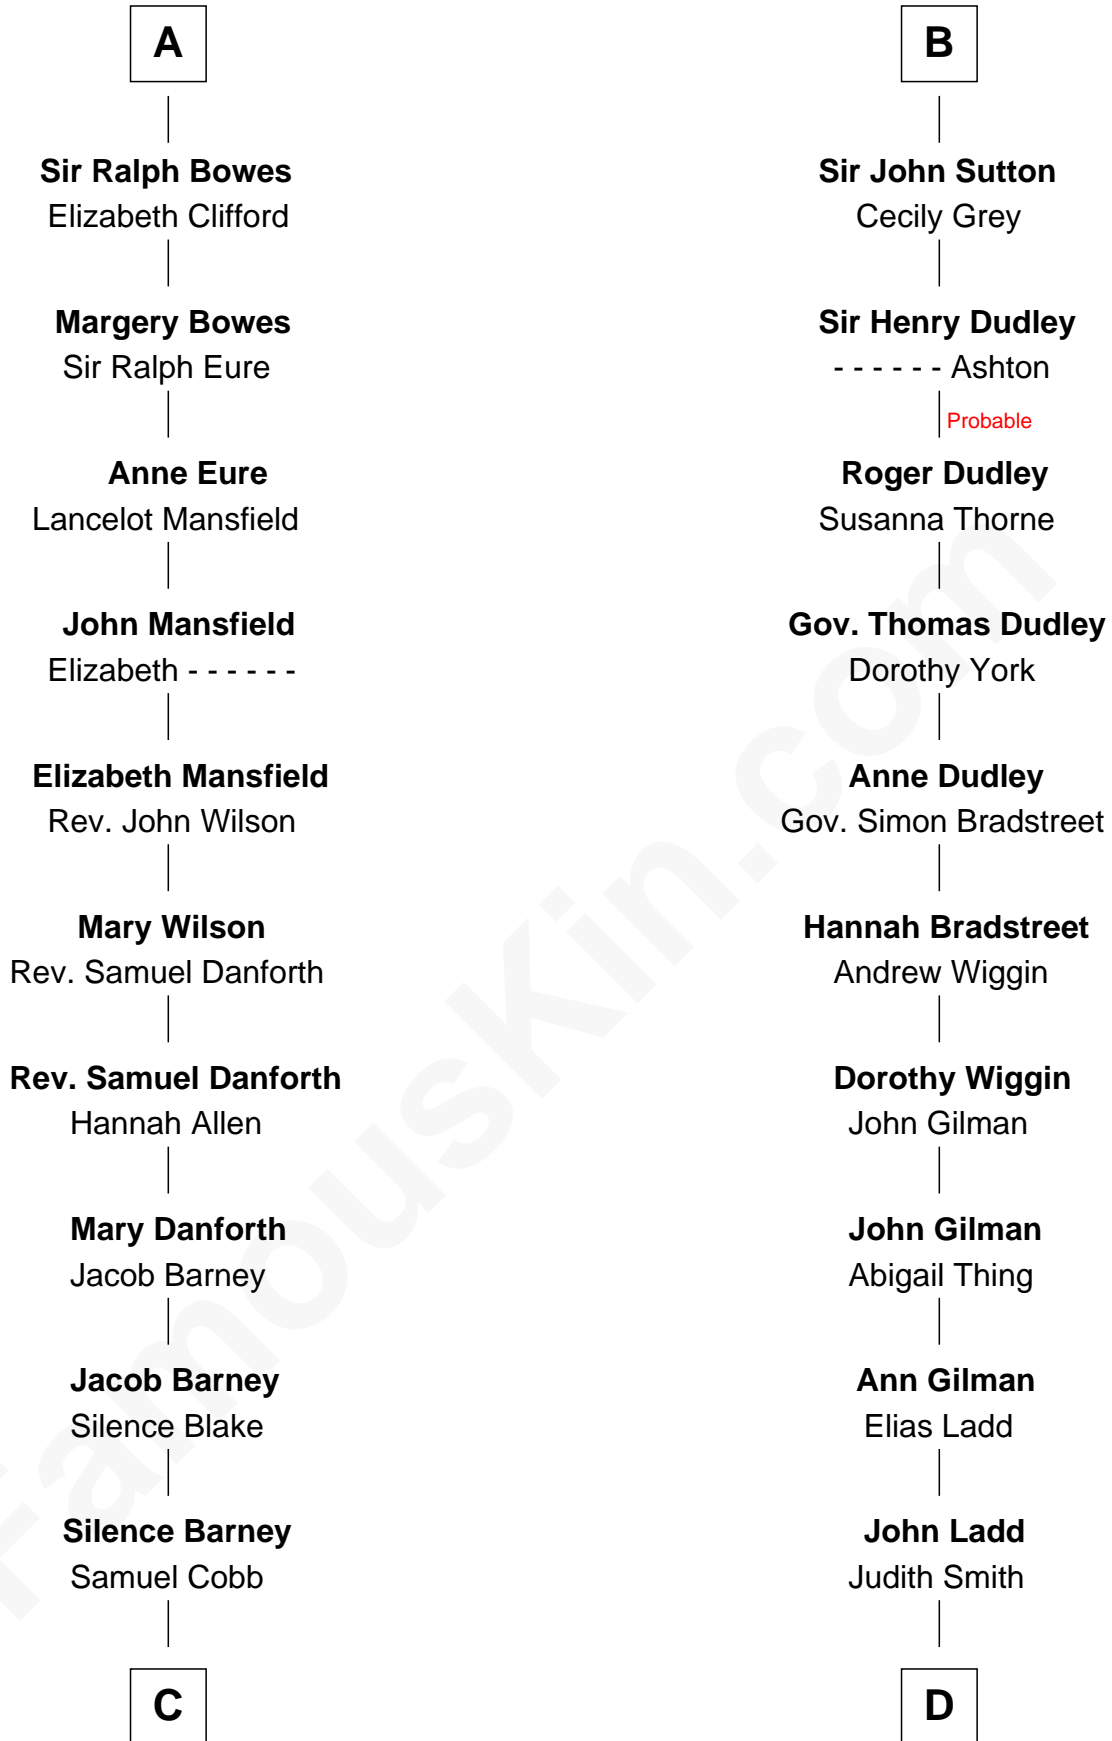 A
Sir Ralph Bowes
Elizabeth Clifford
Margery Bowes
Sir Ralph Eure
Anne Eure
Lancelot Mansfield
John Mansfield
Elizabeth - - - - - -
Elizabeth Mansfield
Rev. John Wilson
Mary Wilson
Rev. Samuel Danforth
Rev. Samuel Danforth
Hannah Allen
Mary Danforth
Jacob Barney
Jacob Barney
Silence Blake
Silence Barney
Samuel Cobb
C
B
Sir John Sutton
Cecily Grey
Sir Henry Dudley
- - - - - - Ashton
Probable
Roger Dudley
Susanna Thorne
Gov. Thomas Dudley
Dorothy York
Anne Dudley
Gov. Simon Bradstreet
Hannah Bradstreet
Andrew Wiggin
Dorothy Wiggin
John Gilman
John Gilman
Abigail Thing
Ann Gilman
Elias Ladd
John Ladd
Judith Smith
D
FamousKin.com